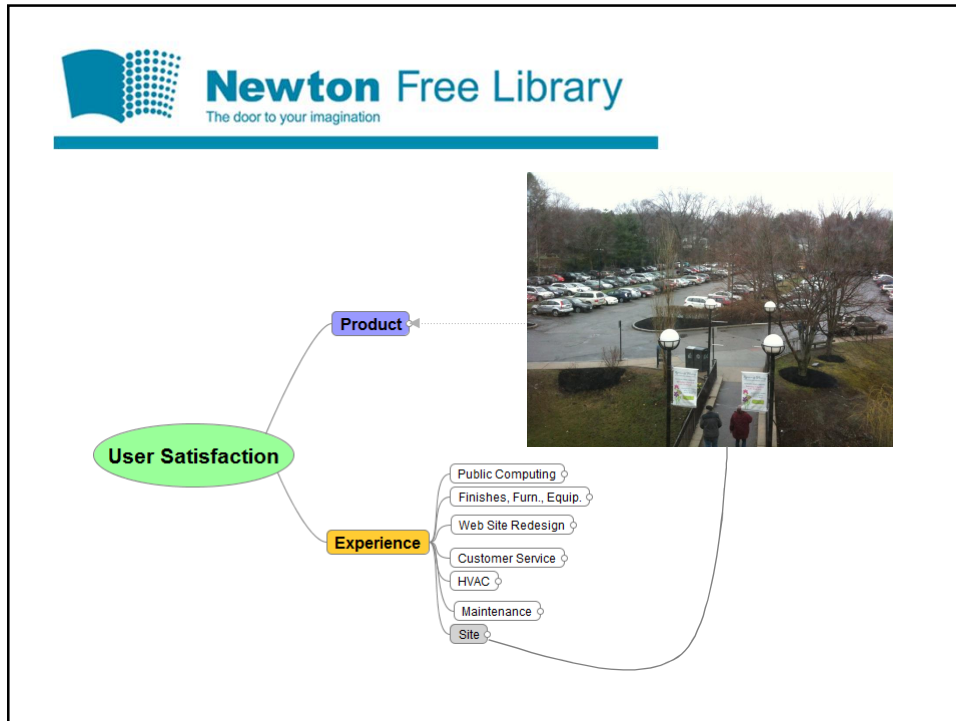 Newton Free Library
The door to your imagination
Product
User Satisfaction
Experience
Public Computing
Finishes, Furn., Equip.
Web Site Redesign
Customer Service
HVAC
Maintenance
Site